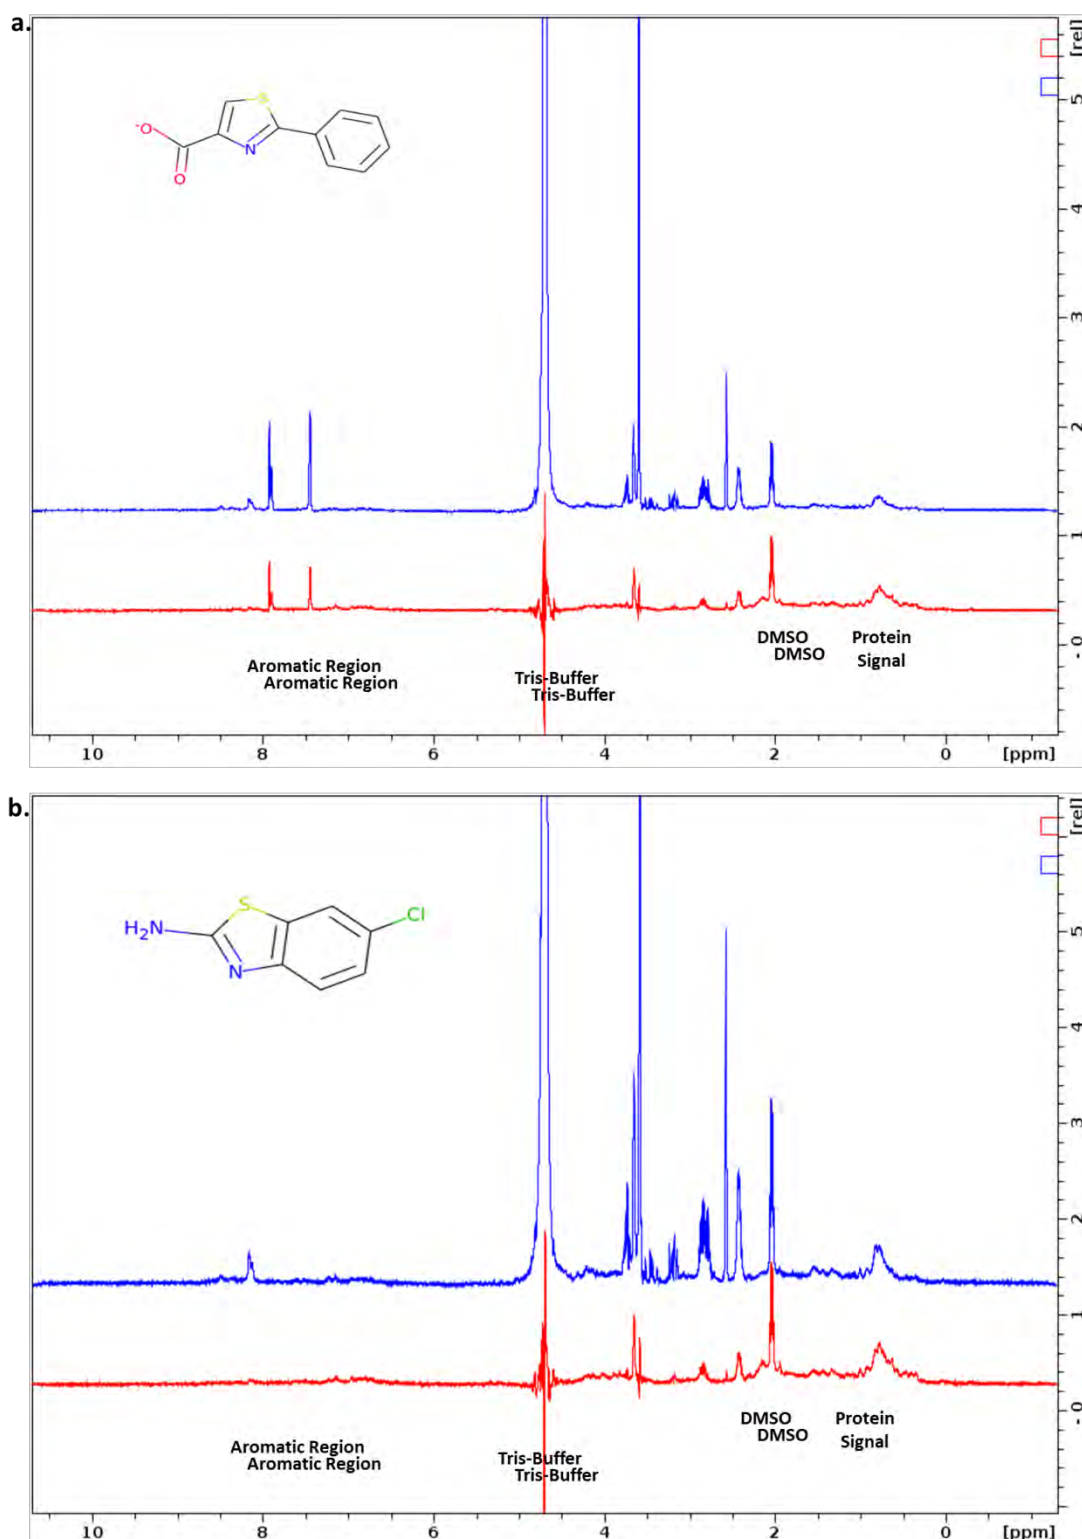 a.
[rel]
5
4
3
2
1
0
-O
O
N
S
Aromatic Region
Aromatic Region
Tris-Buffer
Tris-Buffer
DMSO
DMSO
Protein
Signal
10 8 6 4 2 0 [ppm]
b.
[rel]
5
4
3
2
1
0
H2N
S
N
Cl
Aromatic Region
Aromatic Region
Tris-Buffer
Tris-Buffer
DMSO
DMSO
Protein
Signal
10 8 6 4 2 0 [ppm]